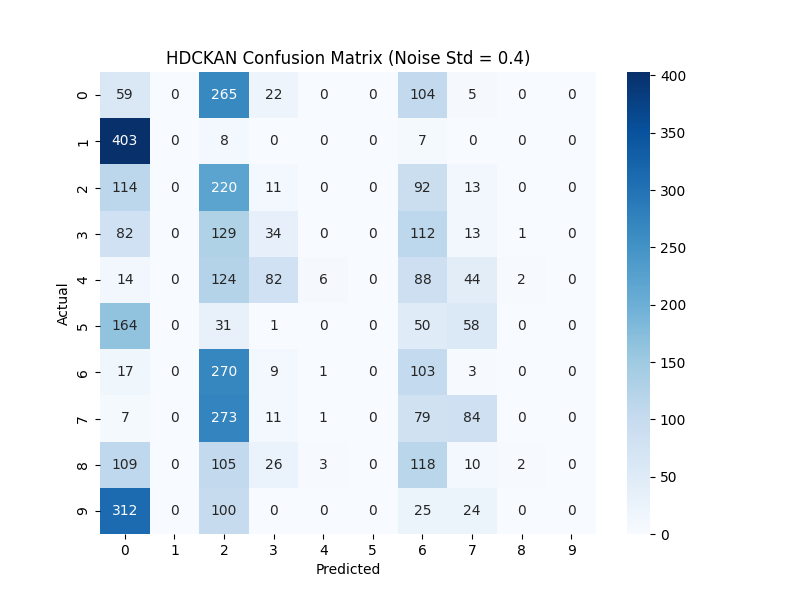 HDCKAN Confusion Matrix (Noise Std = 0.4)
0 59 0 265 22 0 0 104 5 0 0
1 403 0 8 0 0 0 7 0 0 0
2 114 0 220 11 0 0 92 13 0 0
3 82 0 129 34 0 0 112 13 1 0
4 14 0 124 82 6 0 88 44 2 0
5 164 0 31 1 0 0 50 58 0 0
6 17 0 270 9 1 0 103 3 0 0
7 7 0 273 11 1 0 79 84 0 0
8 109 0 105 26 3 0 118 10 2 0
9 312 0 100 0 0 0 25 24 0 0
0 1 2 3 4 5 6 7 8 9
Predicted
Actual
400
350
300
250
200
150
100
50
0